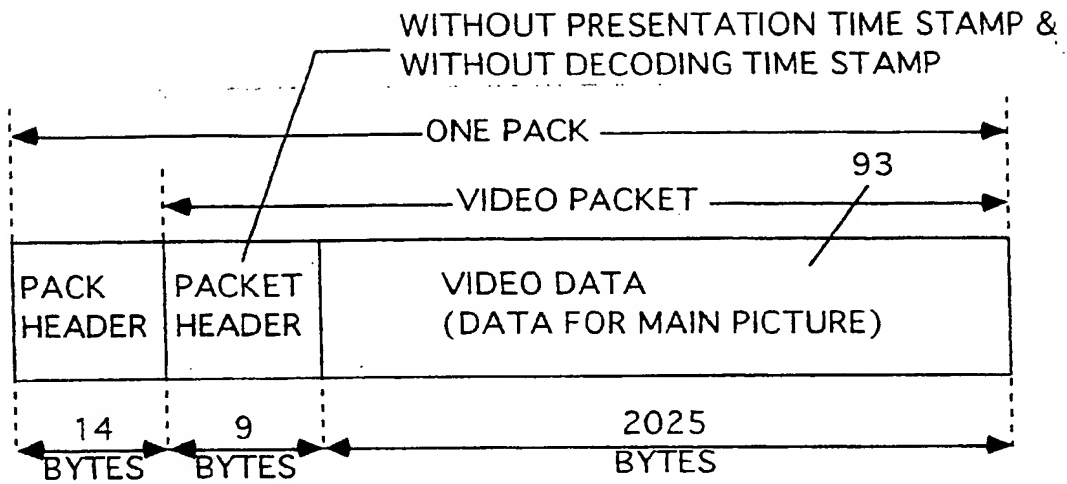 WITHOUT PRESENTATION TIME STAMP &
WITHOUT DECODING TIME STAMP
ONE PACK
93
VIDEO PACKET
PACK
HEADER
PACKET
HEADER
VIDEO DATA
(DATA FOR MAIN PICTURE)
14
BYTES
9
BYTES
2025
BYTES